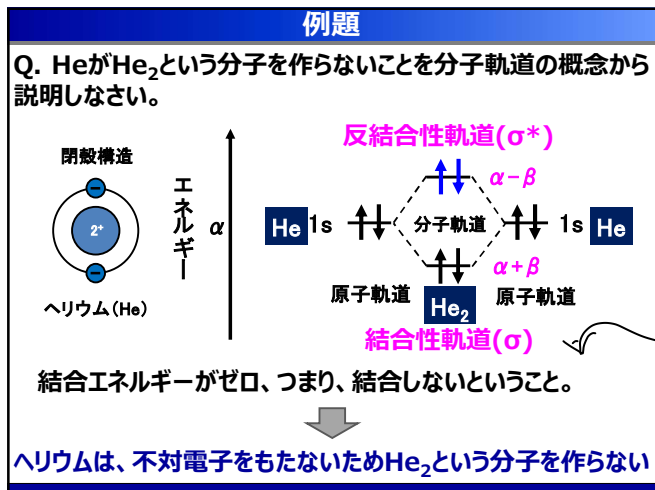 例題
Q. HeがHe₂という分子を作らないことを分子軌道の概念から
説明しなさい。
閉殻構造
−
2⁺
−
ヘリウム(He)
エネルギー
α
反結合性軌道(σ*)
α−β
He 1s
分子軌道
1s He
α+β
原子軌道
He₂
原子軌道
結合性軌道(σ)
結合エネルギーがゼロ、つまり、結合しないということ。
ヘリウムは、不対電子をもたないためHe₂という分子を作らない